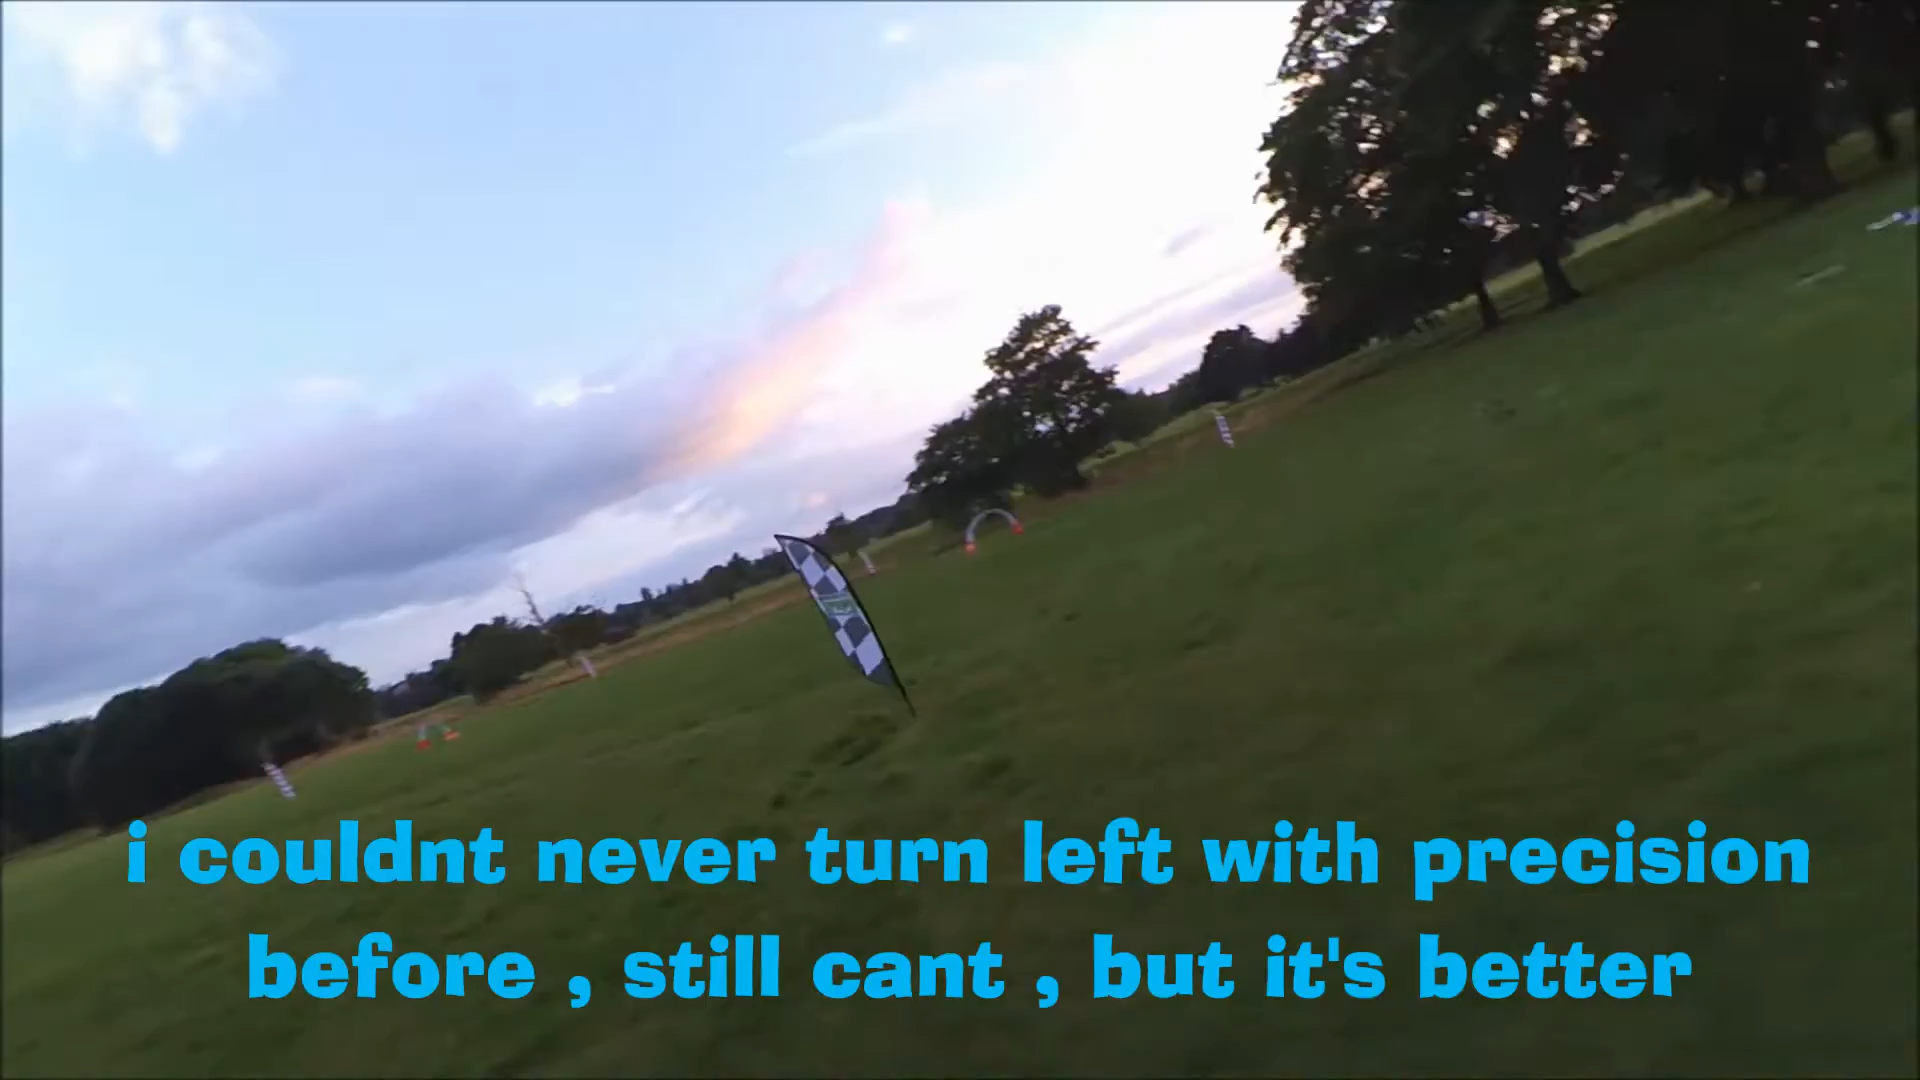 i couldnt never turn left with precision
before , still cant , but it's better